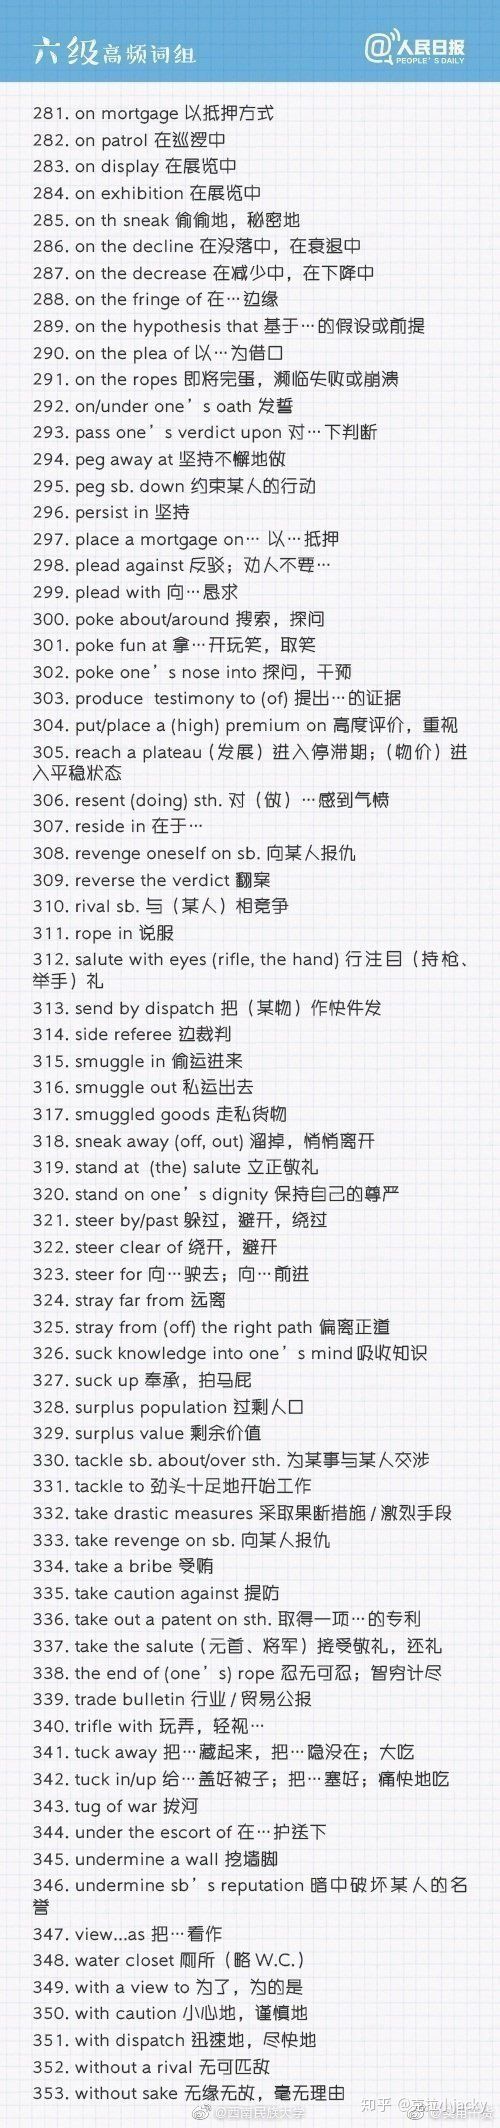 六级高频词组
人民日报
PEOPLE'S DAILY
281. on mortgage 以抵押方式
282. on patrol 在巡逻中
283. on display 在展览中
284. on exhibition 在展览中
285. on th sneak 偷偷地，秘密地
286. on the decline 在没落中，在衰退中
287. on the decrease 在减少中，在下降中
288. on the fringe of 在…边缘
289. on the hypothesis that 基于…的假设或前提
290. on the plea of 以…为借口
291. on the ropes 即将完蛋，濒临失败或崩溃
292. on/under one's oath 发誓
293. pass one's verdict upon 对…下判断
294. peg away at 坚持不懈地做
295. peg sb. down 约束某人的行动
296. persist in 坚持
297. place a mortgage on… 以…抵押
298. plead against 反驳；劝人不要…
299. plead with 向…恳求
300. poke about/around 搜索，探问
301. poke fun at 拿…开玩笑，取笑
302. poke one's nose into 探问，干预
303. produce testimony to (of) 提出…的证据
304. put/place a (high) premium on 高度评价，重视
305. reach a plateau（发展）进入停滞期；（物价）进
入平稳状态
306. resent (doing) sth. 对（做）…感到气愤
307. reside in 在于…
308. revenge oneself on sb. 向某人报仇
309. reverse the verdict 翻案
310. rival sb. 与（某人）相竞争
311. rope in 说服
312. salute with eyes (rifle, the hand) 行注目（持枪、
举手）礼
313. send by dispatch 把（某物）作快件发
314. side referee 边裁判
315. smuggle in 偷运进来
316. smuggle out 私运出去
317. smuggled goods 走私货物
318. sneak away (off, out) 溜掉，悄悄离开
319. stand at (the) salute 立正敬礼
320. stand on one's dignity 保持自己的尊严
321. steer by/past 躲过，避开，绕过
322. steer clear of 绕开，避开
323. steer for 向…驶去；向…前进
324. stray far from 远离
325. stray from (off) the right path 偏离正道
326. suck knowledge into one's mind 吸收知识
327. suck up 奉承，拍马屁
328. surplus population 过剩人口
329. surplus value 剩余价值
330. tackle sb. about/over sth. 为某事与某人交涉
331. tackle to 劲头十足地开始工作
332. take drastic measures 采取果断措施 / 激烈手段
333. take revenge on sb. 向某人报仇
334. take a bribe 受贿
335. take caution against 提防
336. take out a patent on sth. 取得一项…的专利
337. take the salute（元首、将军）接受敬礼，还礼
338. the end of (one's) rope 忍无可忍；智穷计尽
339. trade bulletin 行业 / 贸易公报
340. trifle with 玩弄，轻视…
341. tuck away 把…藏起来，把…隐没在；大吃
342. tuck in/up 给…盖好被子；把…塞好；痛快地吃
343. tug of war 拔河
344. under the escort of 在…护送下
345. undermine a wall 挖墙脚
346. undermine sb's reputation 暗中破坏某人的名
誉
347. view...as 把…看作
348. water closet 厕所（略 W.C.）
349. with a view to 为了，为的是
350. with caution 小心地，谨慎地
351. with dispatch 迅速地，尽快地
352. without a rival 无可匹敌
353. without sake 无缘无故，毫无理由
@西南民族大学
知乎